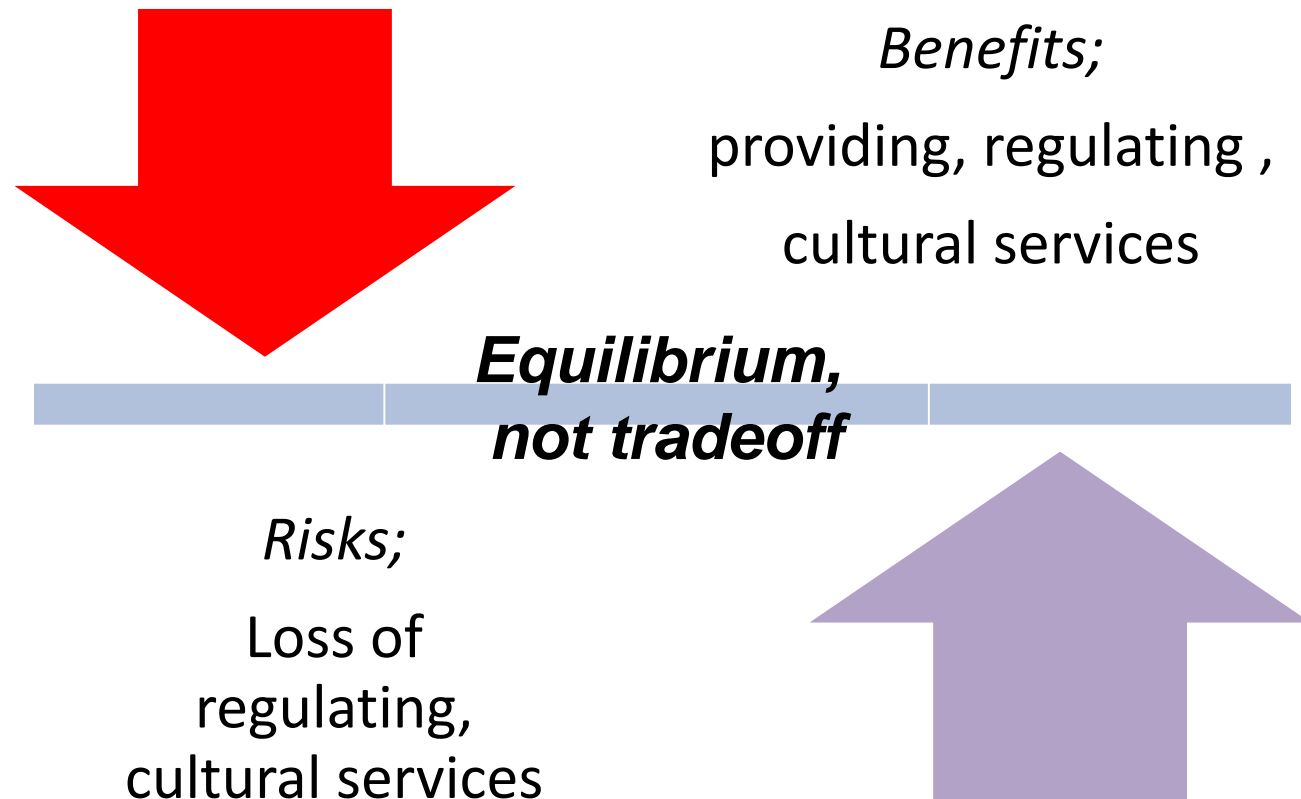 Benefits;
providing, regulating ,
cultural services
Equilibrium,
not tradeoff
Risks;
Loss of
regulating,
cultural services